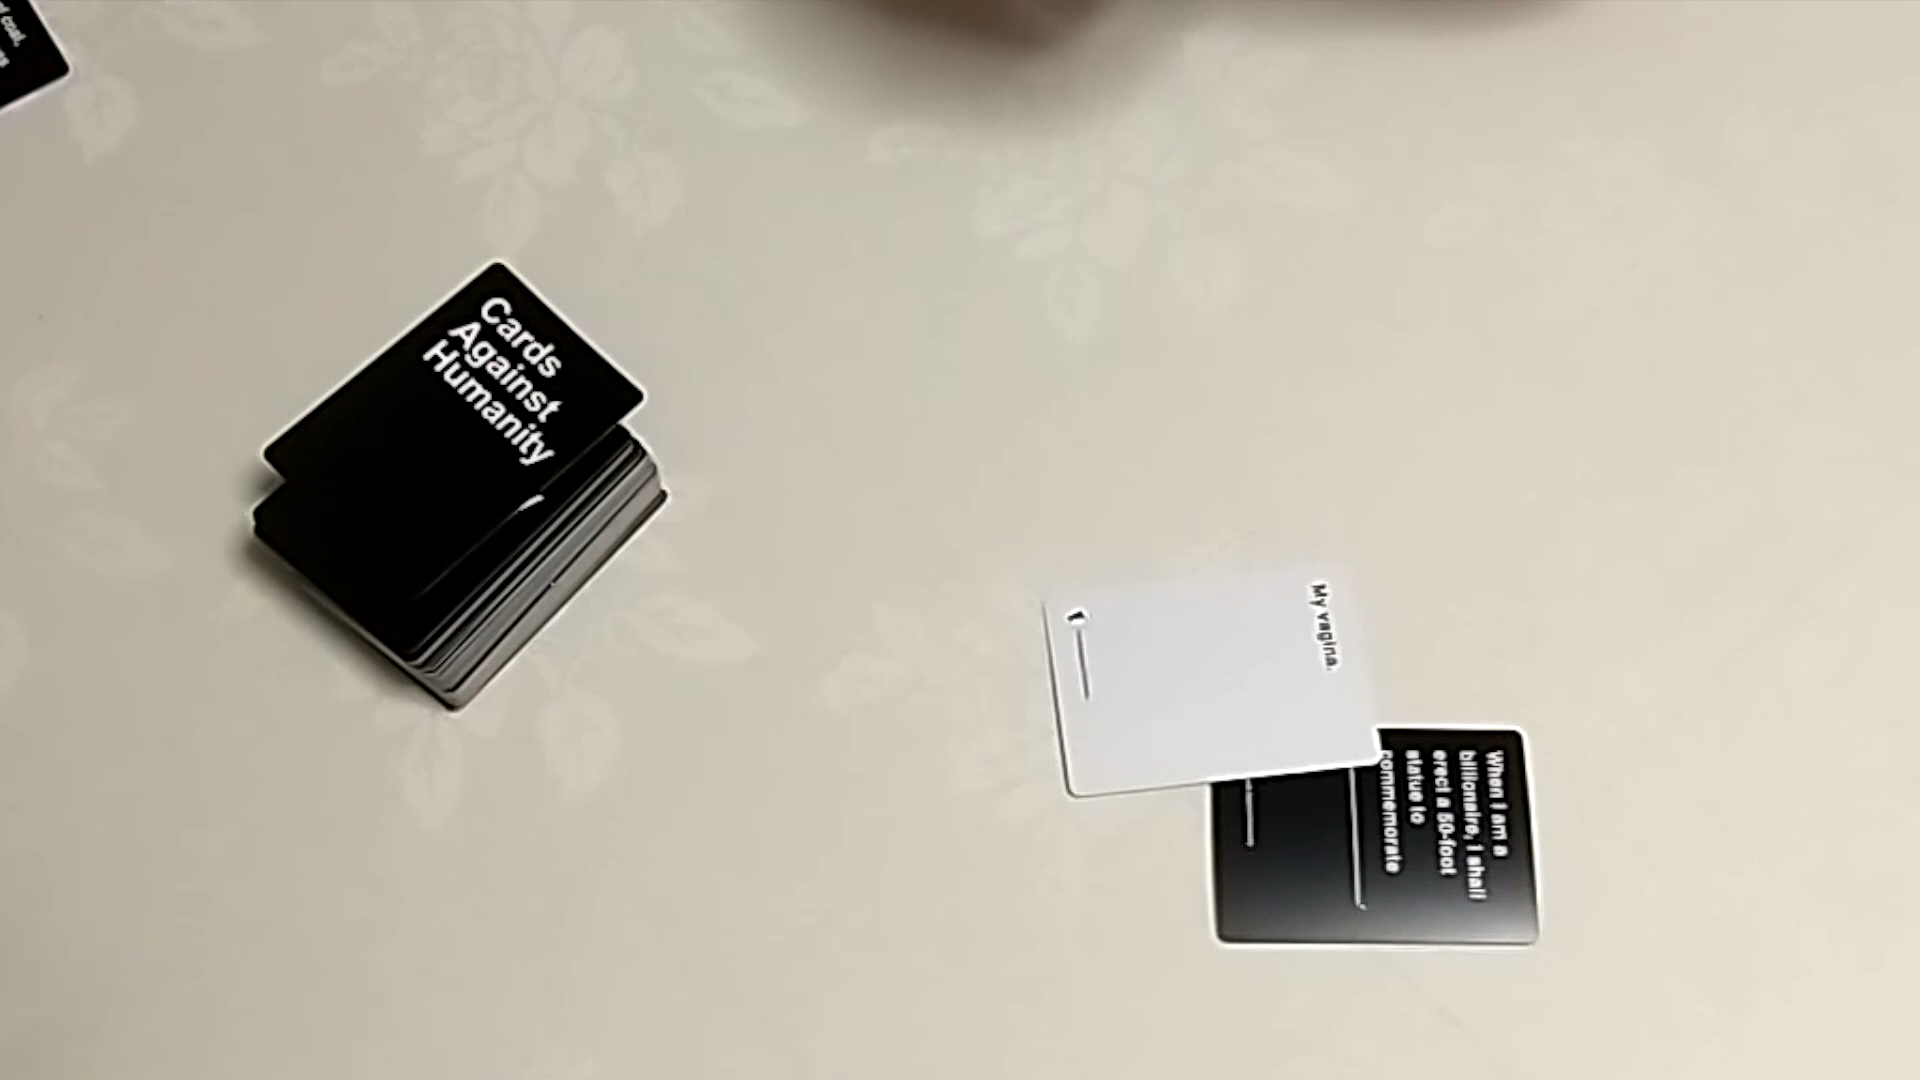 Cards
Against
Humanity
My vagina.
When I am a
billionaire, I shall
erect a 50-foot
statue to
commemorate